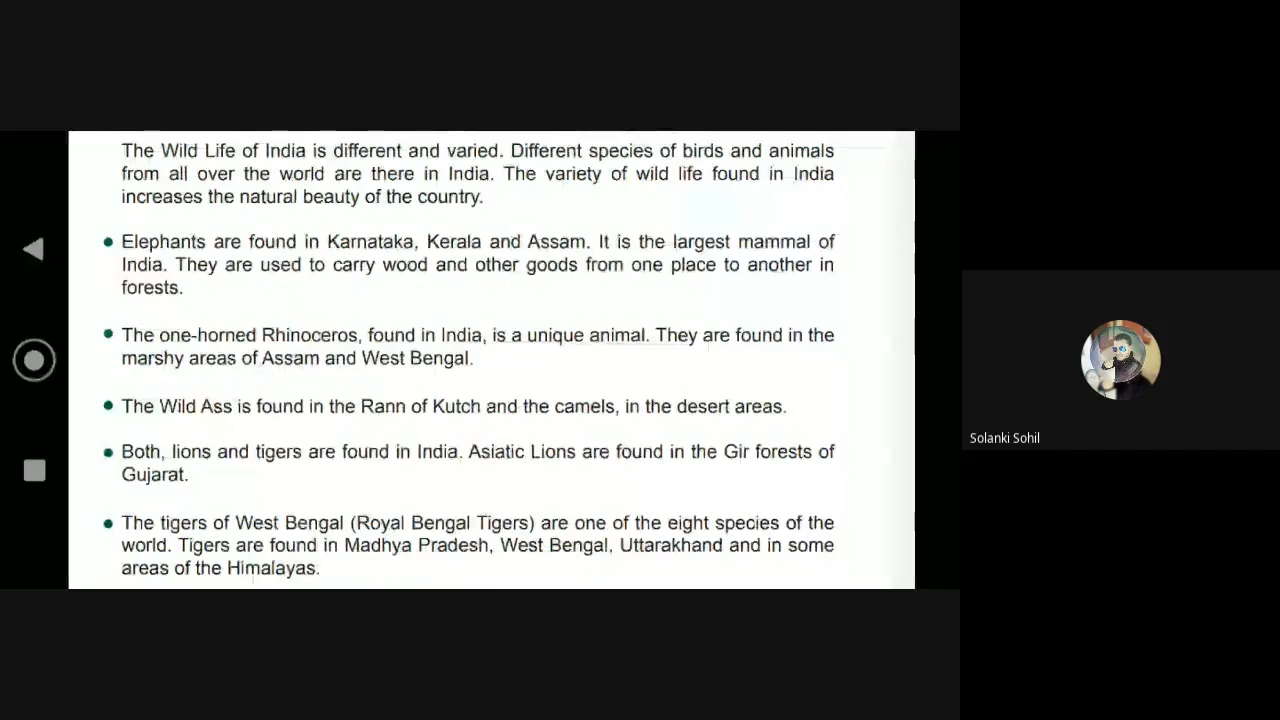 The Wild Life of India is different and varied. Different species of birds and animals
from all over the world are there in India. The variety of wild life found in India
increases the natural beauty of the country.
• Elephants are found in Karnataka, Kerala and Assam. It is the largest mammal of
India. They are used to carry wood and other goods from one place to another in
forests.
• The one-horned Rhinoceros, found in India, is a unique animal. They are found in the
marshy areas of Assam and West Bengal.
• The Wild Ass is found in the Rann of Kutch and the camels, in the desert areas.
• Both, lions and tigers are found in India. Asiatic Lions are found in the Gir forests of
Gujarat.
• The tigers of West Bengal (Royal Bengal Tigers) are one of the eight species of the
world. Tigers are found in Madhya Pradesh, West Bengal, Uttarakhand and in some
areas of the Himalayas.
Solanki Sohil